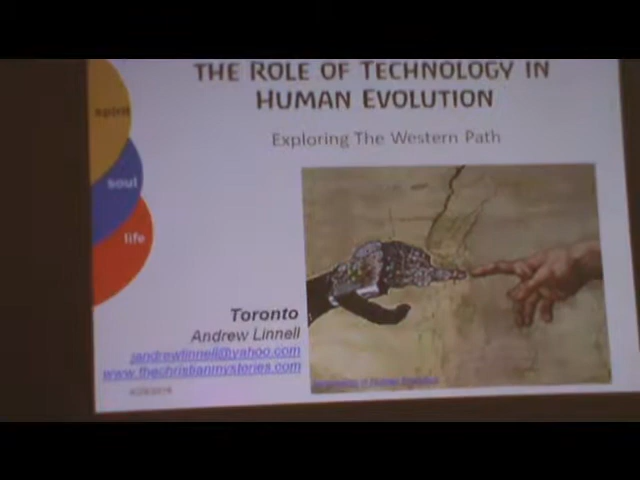 THE ROLE OF TECHNOLOGY IN
HUMAN EVOLUTION
Exploring The Western Path
spirit
soul
life
Toronto
Andrew Linnell
jandrewlinnell@yahoo.com
www.thechristianmysteries.com